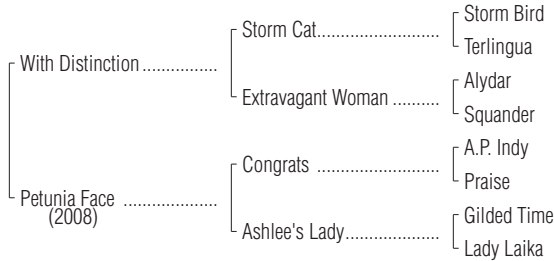 Storm Bird
Storm Cat....................
Terlingua
With Distinction ................
Alydar
Extravagant Woman ..........
Squander
A.P. Indy
Congrats ....................
Praise
Petunia Face ....................
(2008)
Gilded Time
Ashlee's Lady....................
Lady Laika